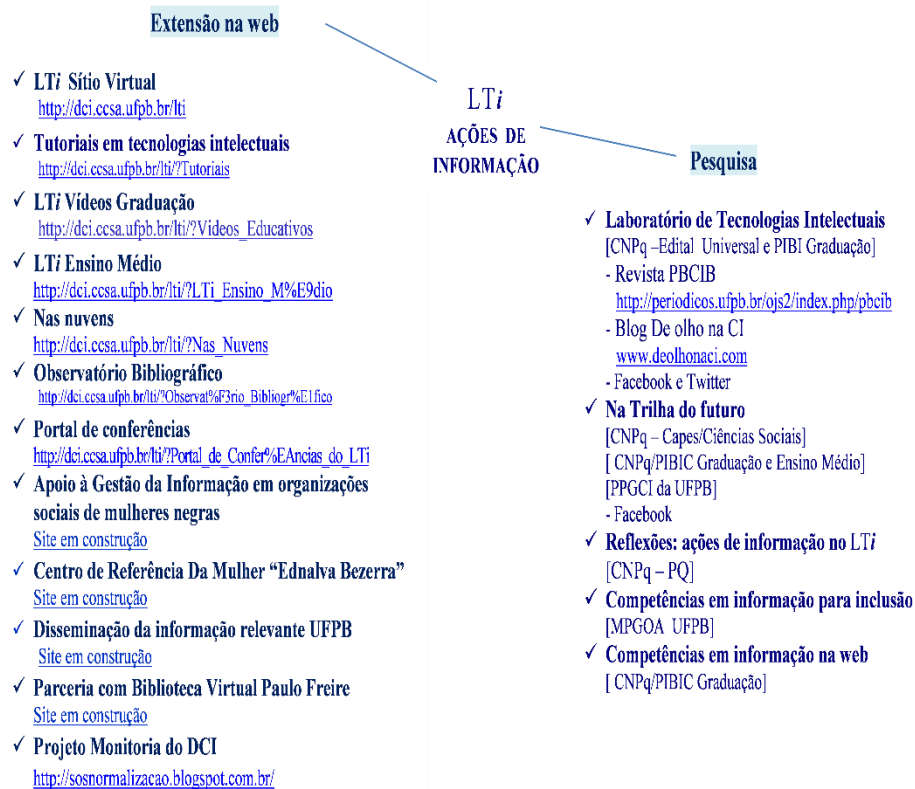 Extensão na web
✓ LTi Sítio Virtual
http://dci.ccsa.ufpb.br/lti
✓ Tutoriais em tecnologias intelectuais
http://dci.ccsa.ufpb.br/lti/?Tutoriais
✓ LTi Vídeos Graduação
http://dci.ccsa.ufpb.br/lti/?Videos_Educativos
✓ LTi Ensino Médio
http://dci.ccsa.ufpb.br/lti/?LTi_Ensino_M%E9dio
✓ Nas nuvens
http://dci.ccsa.ufpb.br/lti/?Nas_Nuvens
✓ Observatório Bibliográfico
http://dci.ccsa.ufpb.br/lti/?Observat%F3rio_Bibliogr%E1fico
✓ Portal de conferências
http://dci.ccsa.ufpb.br/lti/?Portal_de_Confer%EAncias_do_LTi
✓ Apoio à Gestão da Informação em organizações
sociais de mulheres negras
Site em construção
✓ Centro de Referência Da Mulher “Ednalva Bezerra”
Site em construção
✓ Disseminação da informação relevante UFPB
Site em construção
✓ Parceria com Biblioteca Virtual Paulo Freire
Site em construção
✓ Projeto Monitoria do DCI
http://sosnormalizacao.blogspot.com.br/
LTi
AÇÕES DE
INFORMAÇÃO
Pesquisa
✓ Laboratório de Tecnologias Intelectuais
[CNPq –Edital Universal e PIBI Graduação]
- Revista PBCIB
http://periodicos.ufpb.br/ojs2/index.php/pbcib
- Blog De olho na CI
www.deolhonaci.com
- Facebook e Twitter
✓ Na Trilha do futuro
[CNPq – Capes/Ciências Sociais]
[ CNPq/PIBIC Graduação e Ensino Médio]
[PPGCI da UFPB]
- Facebook
✓ Reflexões: ações de informação no LTi
[CNPq – PQ]
✓ Competências em informação para inclusão
[MPGOA UFPB]
✓ Competências em informação na web
[ CNPq/PIBIC Graduação]